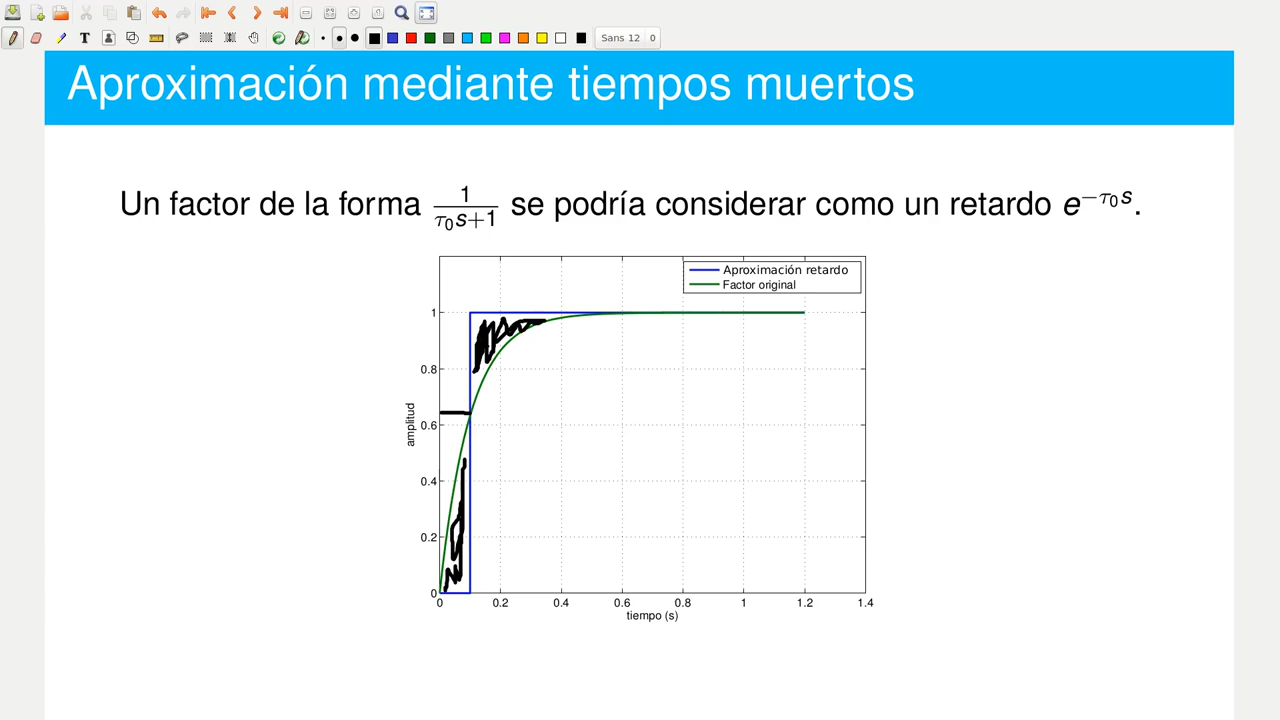 T
Sans 12 0
Aproximación mediante tiempos muertos
Un factor de la forma 1/(τ₀s+1) se podría considerar como un retardo e^{−τ₀s}.
Aproximación retardo
Factor original
1
0.8
0.6
0.4
0.2
0
amplitud
0 0.2 0.4 0.6 0.8 1 1.2 1.4
tiempo (s)